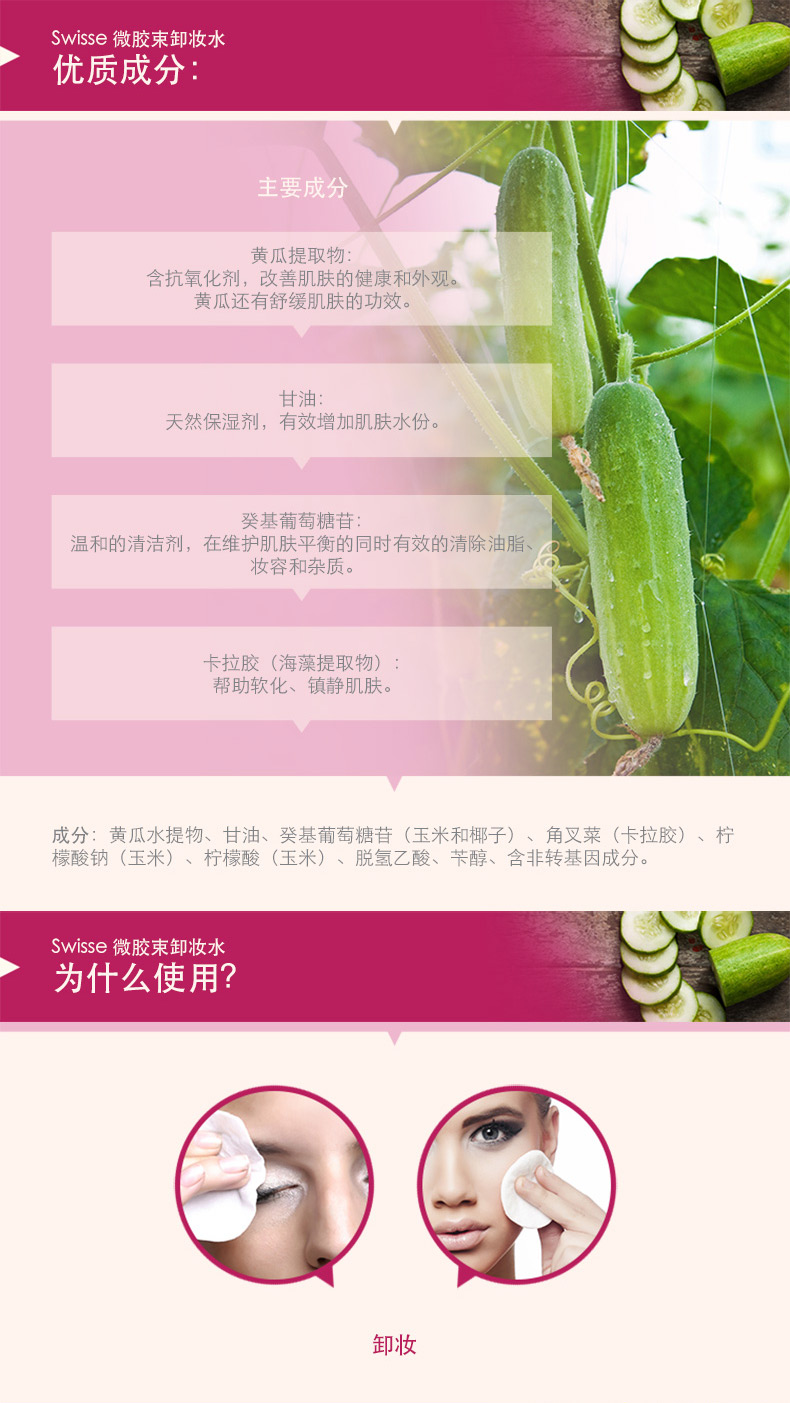 Swisse 微胶束卸妆水
优质成分：
主要成分
黄瓜提取物：
含抗氧化剂，改善肌肤的健康和外观。
黄瓜还有舒缓肌肤的功效。
甘油：
天然保湿剂，有效增加肌肤水份。
癸基葡萄糖苷：
温和的清洁剂，在维护肌肤平衡的同时有效的清除油脂、
妆容和杂质。
卡拉胶（海藻提取物）：
帮助软化、镇静肌肤。
成分：黄瓜水提物、甘油、癸基葡萄糖苷（玉米和椰子）、角叉菜（卡拉胶）、柠
檬酸钠（玉米）、柠檬酸（玉米）、脱氢乙酸、苄醇、含非转基因成分。
Swisse 微胶束卸妆水
为什么使用？
卸妆